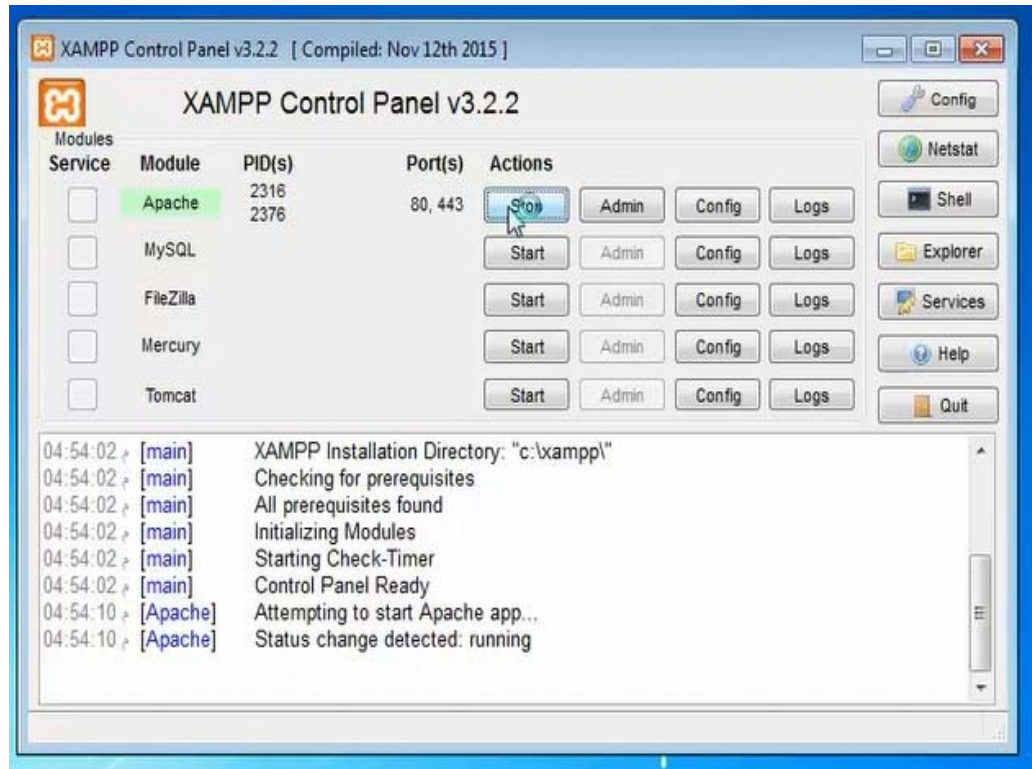 XAMPP Control Panel v3.2.2 [ Compiled: Nov 12th 2015 ]
XAMPP Control Panel v3.2.2
Config
Modules
Service Module PID(s) Port(s) Actions
Netstat
Apache 2316 2376 80, 443 Stop Admin Config Logs
Shell
MySQL Start Admin Config Logs
Explorer
FileZilla Start Admin Config Logs
Services
Mercury Start Admin Config Logs
Help
Tomcat Start Admin Config Logs
Quit
04:54:02 م [main] XAMPP Installation Directory: "c:\xampp\"
04:54:02 م [main] Checking for prerequisites
04:54:02 م [main] All prerequisites found
04:54:02 م [main] Initializing Modules
04:54:02 م [main] Starting Check-Timer
04:54:02 م [main] Control Panel Ready
04:54:10 م [Apache] Attempting to start Apache app...
04:54:10 م [Apache] Status change detected: running